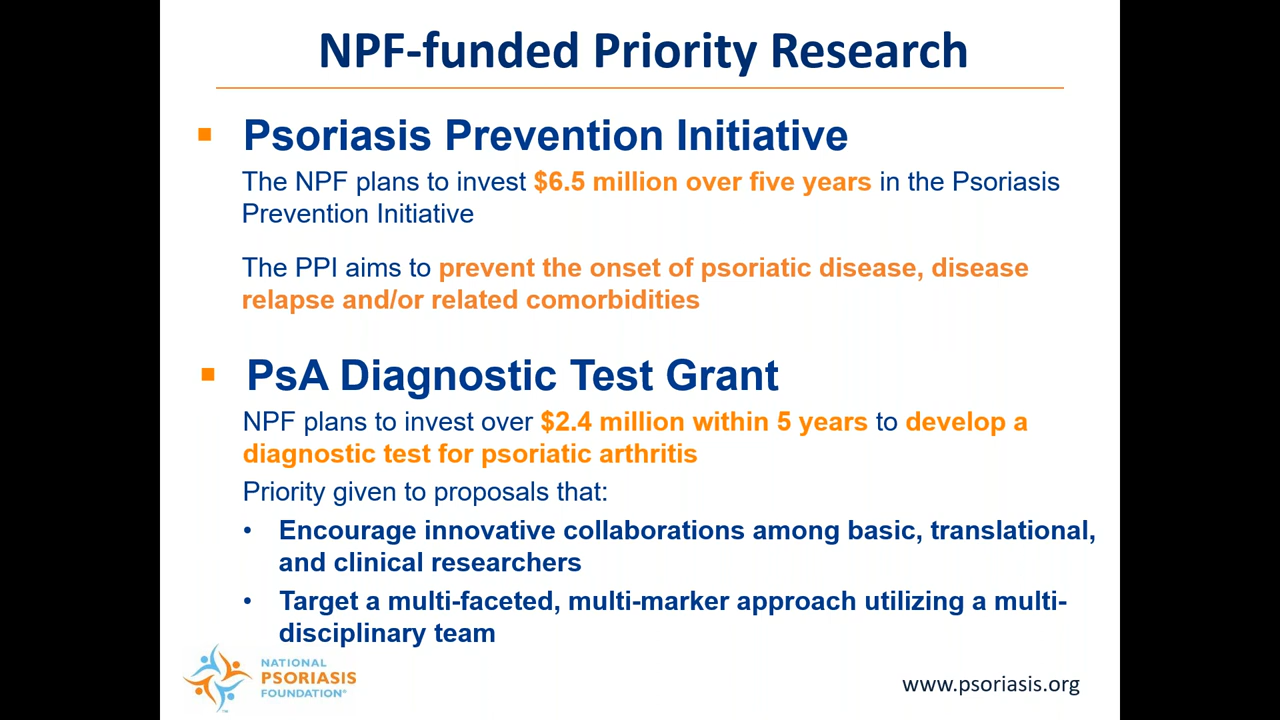 NPF-funded Priority Research
▪ Psoriasis Prevention Initiative
The NPF plans to invest $6.5 million over five years in the Psoriasis
Prevention Initiative
The PPI aims to prevent the onset of psoriatic disease, disease
relapse and/or related comorbidities
▪ PsA Diagnostic Test Grant
NPF plans to invest over $2.4 million within 5 years to develop a
diagnostic test for psoriatic arthritis
Priority given to proposals that:
• Encourage innovative collaborations among basic, translational,
and clinical researchers
• Target a multi-faceted, multi-marker approach utilizing a multi-
disciplinary team
NATIONAL
PSORIASIS
FOUNDATION®
™
www.psoriasis.org